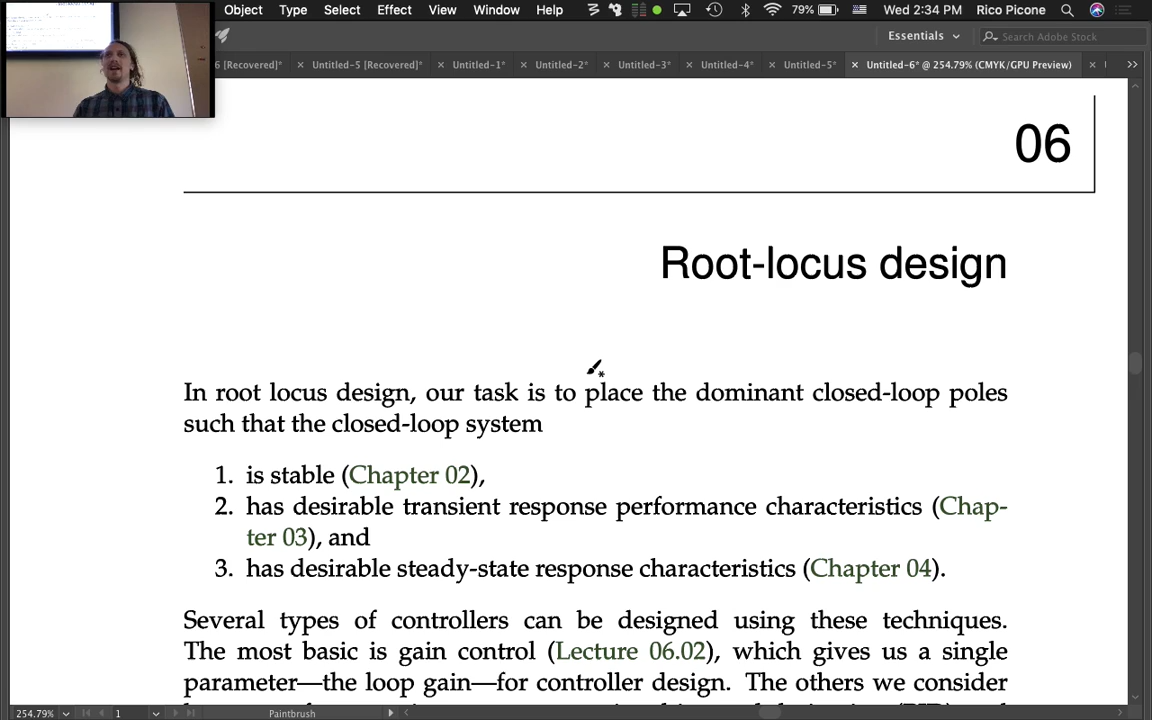 Object Type Select Effect View Window Help 79% Wed 2:34 PM Rico Picone
Essentials Search Adobe Stock
6 [Recovered]* Untitled-5 [Recovered]* Untitled-1* Untitled-2* Untitled-3* Untitled-4* Untitled-5* Untitled-6* @ 254.79% (CMYK/GPU Preview)
06
Root-locus design
In root locus design, our task is to place the dominant closed-loop poles
such that the closed-loop system
1. is stable (Chapter 02),
2. has desirable transient response performance characteristics (Chap-
ter 03), and
3. has desirable steady-state response characteristics (Chapter 04).
Several types of controllers can be designed using these techniques.
The most basic is gain control (Lecture 06.02), which gives us a single
parameter—the loop gain—for controller design. The others we consider
254.79% 1 Paintbrush